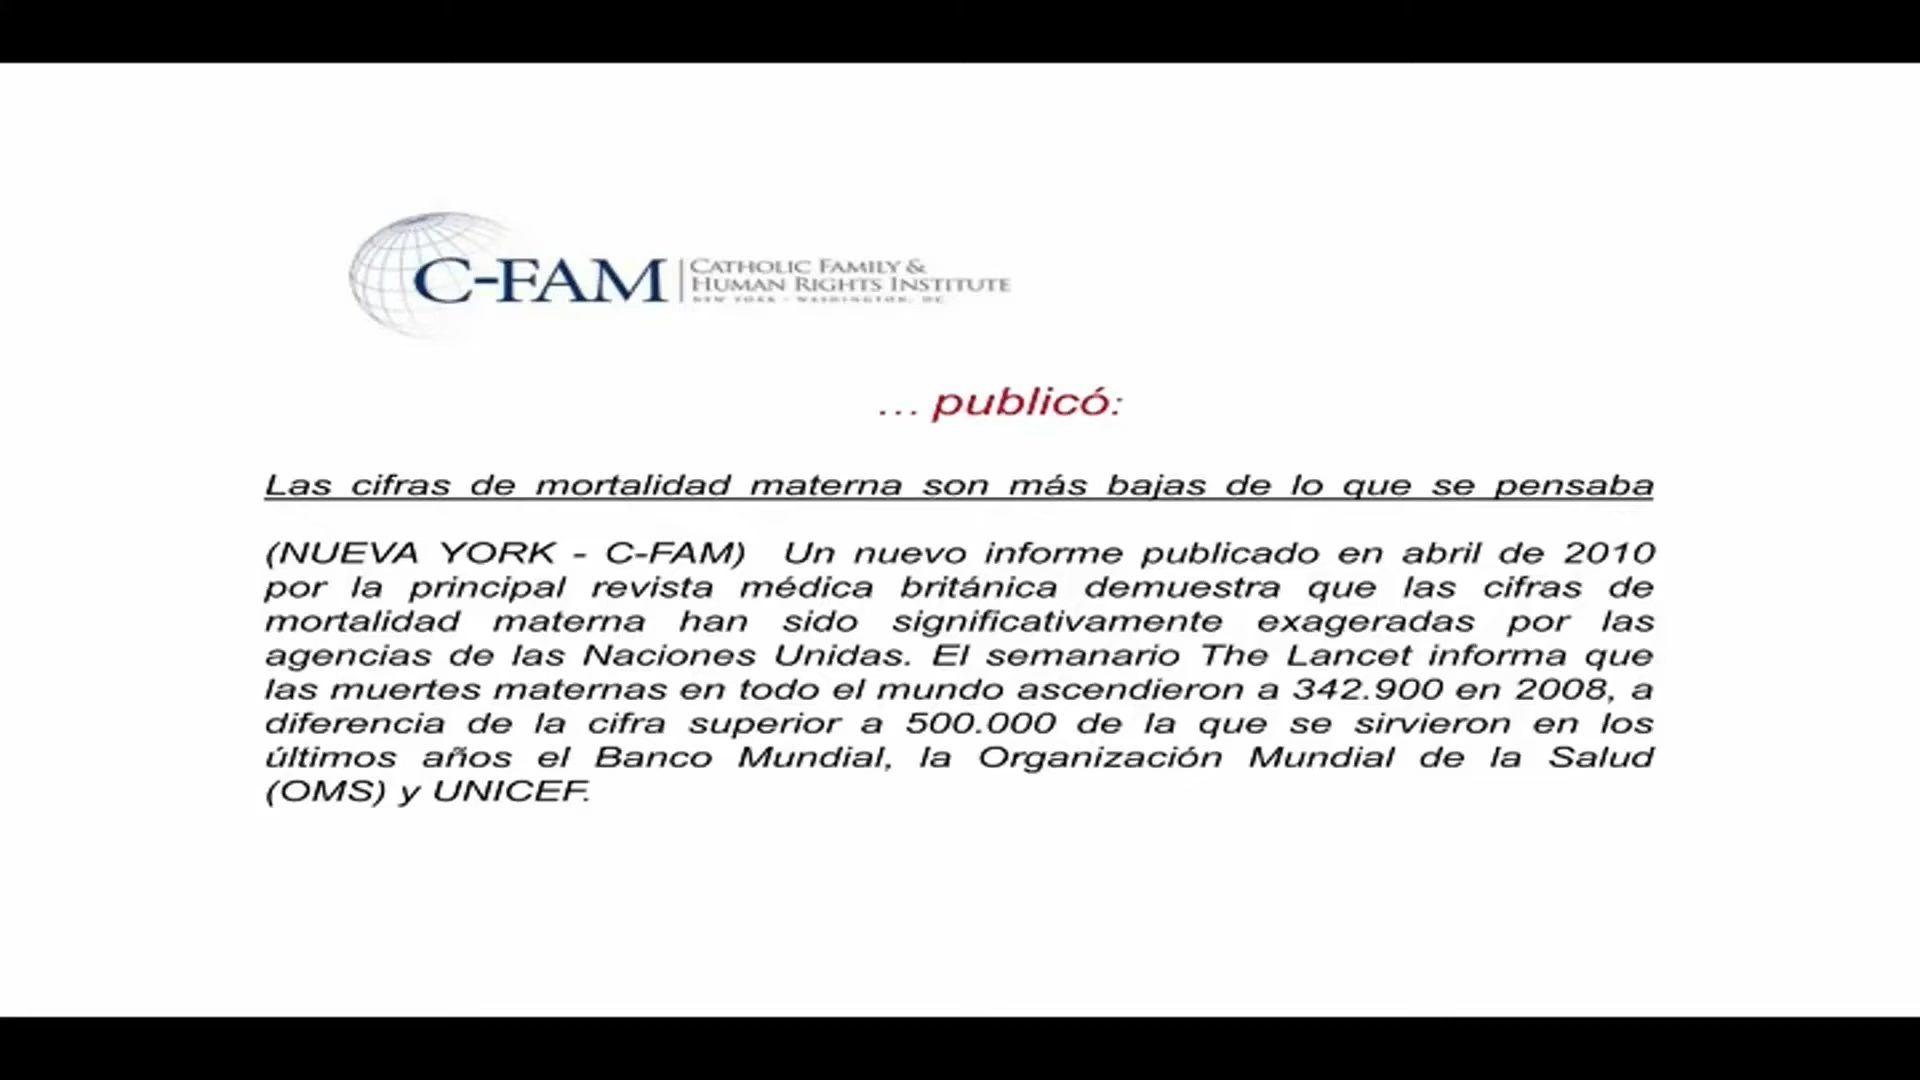 C-FAM
CATHOLIC FAMILY &
HUMAN RIGHTS INSTITUTE
NEW YORK - WASHINGTON, DC
... publicó:
Las cifras de mortalidad materna son más bajas de lo que se pensaba
(NUEVA YORK - C-FAM) Un nuevo informe publicado en abril de 2010
por la principal revista médica británica demuestra que las cifras de
mortalidad materna han sido significativamente exageradas por las
agencias de las Naciones Unidas. El semanario The Lancet informa que
las muertes maternas en todo el mundo ascendieron a 342.900 en 2008, a
diferencia de la cifra superior a 500.000 de la que se sirvieron en los
últimos años el Banco Mundial, la Organización Mundial de la Salud
(OMS) y UNICEF.